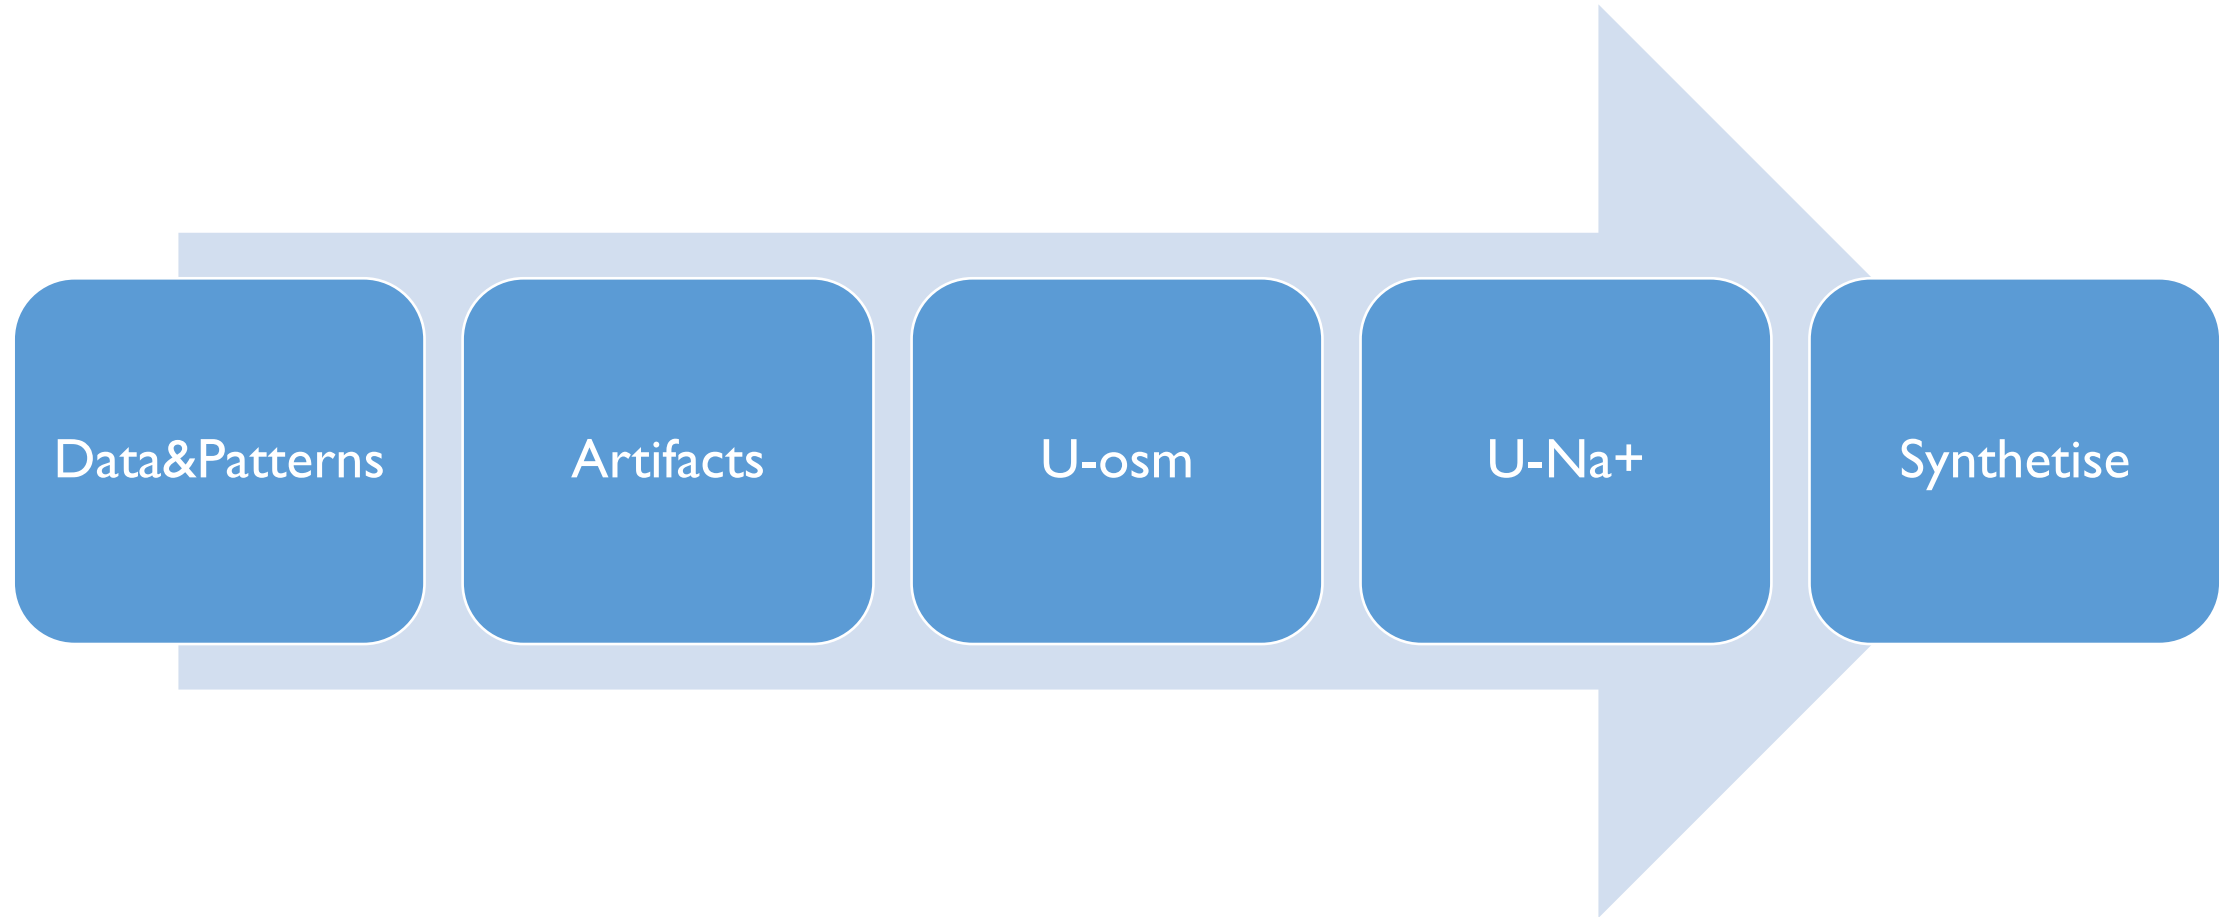 Data&Patterns
Artifacts
U-osm
U-Na+
Synthetise